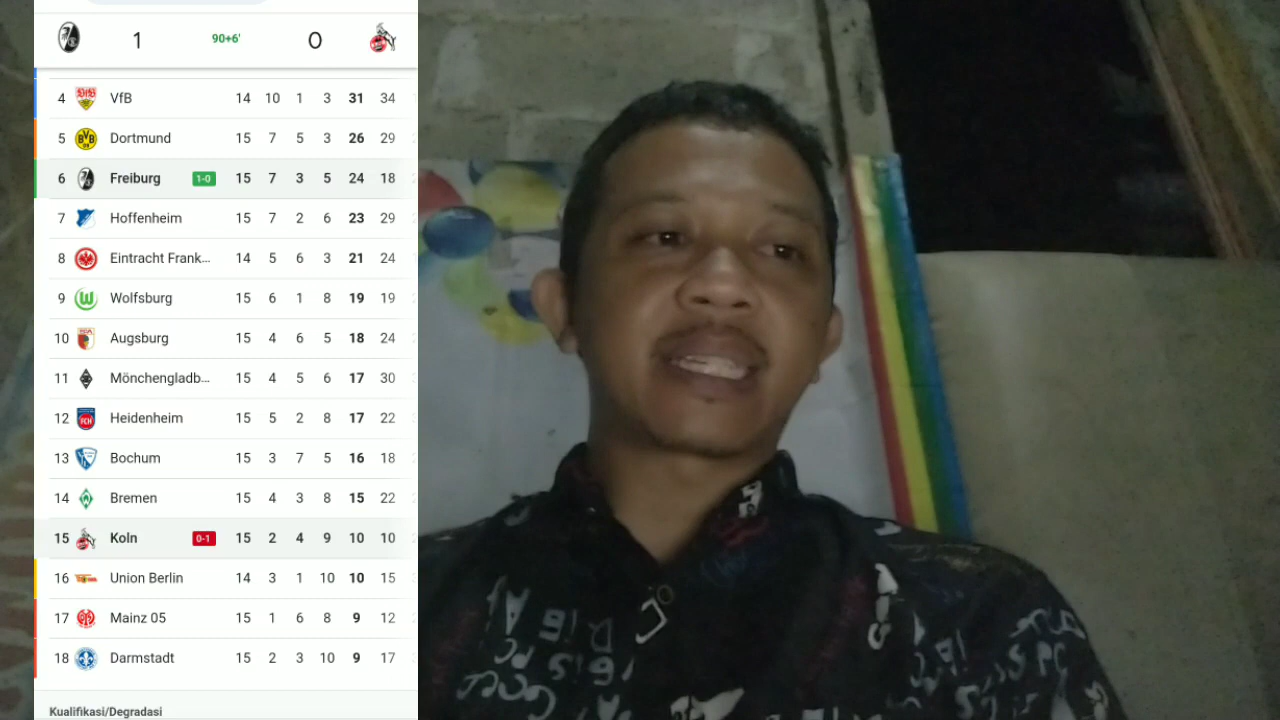 1 90+6' 0
4 VfB 14 10 1 3 31 34
5 Dortmund 15 7 5 3 26 29
6 Freiburg 1-0 15 7 3 5 24 18
7 Hoffenheim 15 7 2 6 23 29
8 Eintracht Frank... 14 5 6 3 21 24
9 Wolfsburg 15 6 1 8 19 19
10 Augsburg 15 4 6 5 18 24
11 Mönchengladb... 15 4 5 6 17 30
12 Heidenheim 15 5 2 8 17 22
13 Bochum 15 3 7 5 16 18
14 Bremen 15 4 3 8 15 22
15 Koln 0-1 15 2 4 9 10 10
16 Union Berlin 14 3 1 10 10 15
17 Mainz 05 15 1 6 8 9 12
18 Darmstadt 15 2 3 10 9 17
Kualifikasi/Degradasi